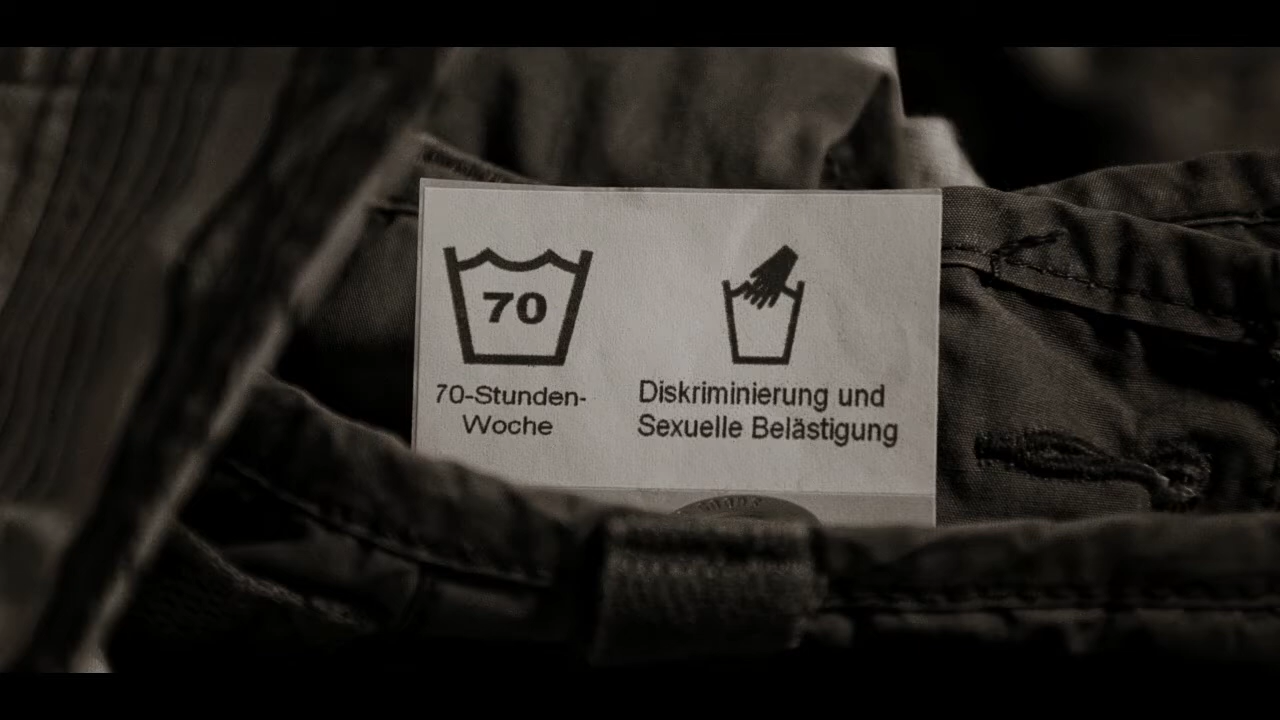 70
70-Stunden-
Woche
Diskriminierung und
Sexuelle Belästigung